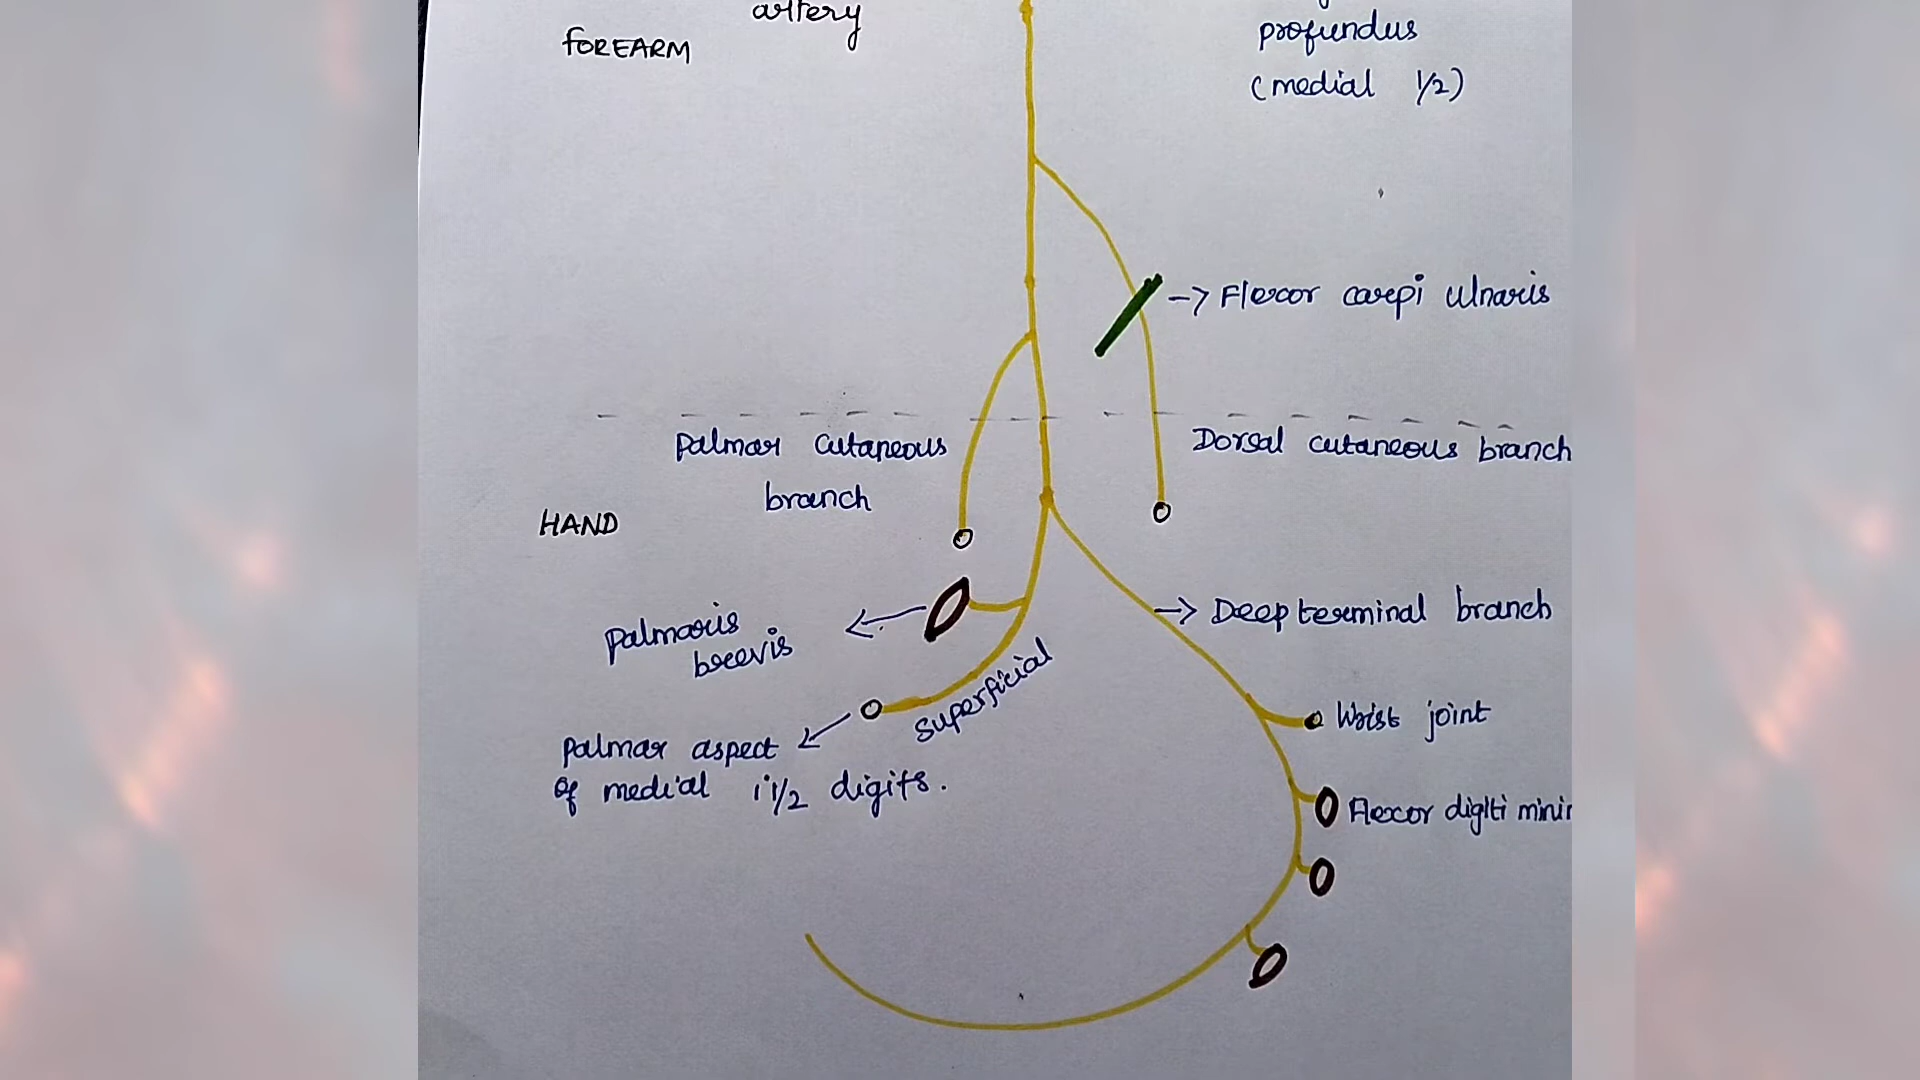 artery
FOREARM
profundus
(medial 1/2)
Flexor carpi ulnaris
Palmar cutaneous
branch
Dorsal cutaneous branch
HAND
Palmaris
brevis
Deep terminal branch
superficial
Wrist joint
Palmar aspect
of medial 1 1/2 digits.
Flexor digiti